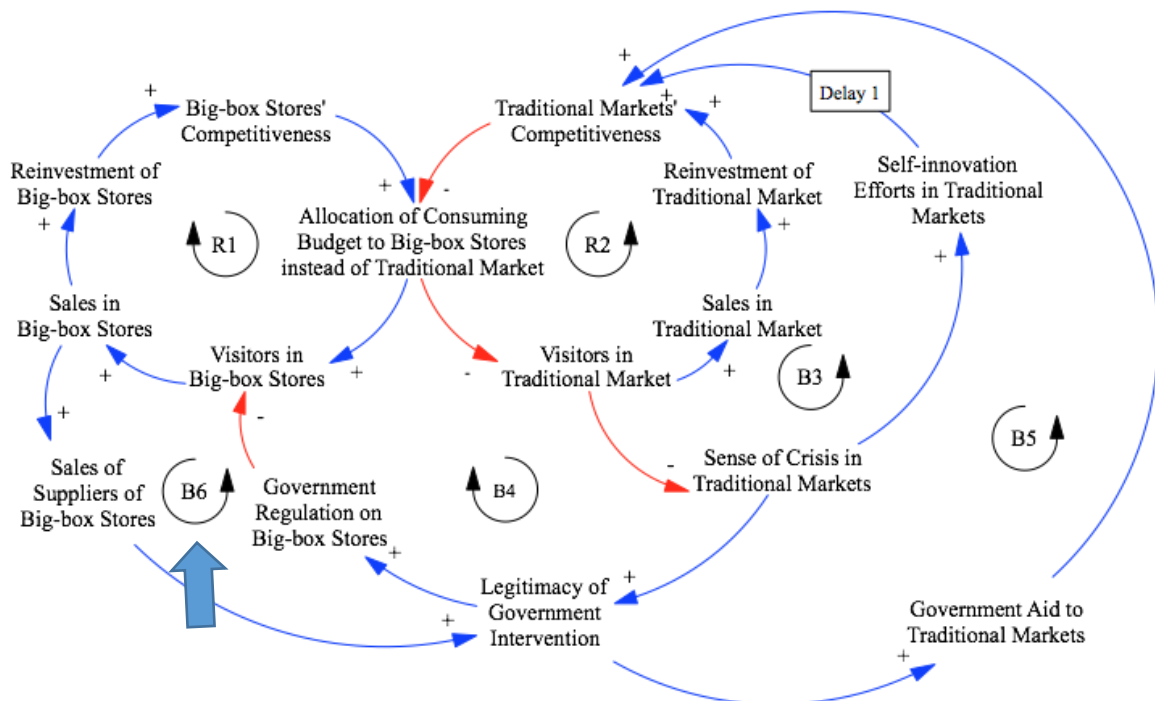 Big-box Stores'
Competitiveness
Traditional Markets'
Competitiveness
Delay 1
Reinvestment of
Big-box Stores
Reinvestment of
Traditional Market
Self-innovation
Efforts in Traditional
Markets
Allocation of Consuming
Budget to Big-box Stores
instead of Traditional Market
R1
R2
Sales in
Big-box Stores
Sales in
Traditional Market
Visitors in
Big-box Stores
Visitors in
Traditional Market
B3
B5
Sales of
Suppliers of
Big-box Stores
B6
Government
Regulation on
Big-box Stores
B4
Sense of Crisis in
Traditional Markets
Legitimacy of
Government
Intervention
Government Aid to
Traditional Markets
+
+
+
+
+
+
-
+
+
+
+
+
-
+
+
-
-
+
+
+
+